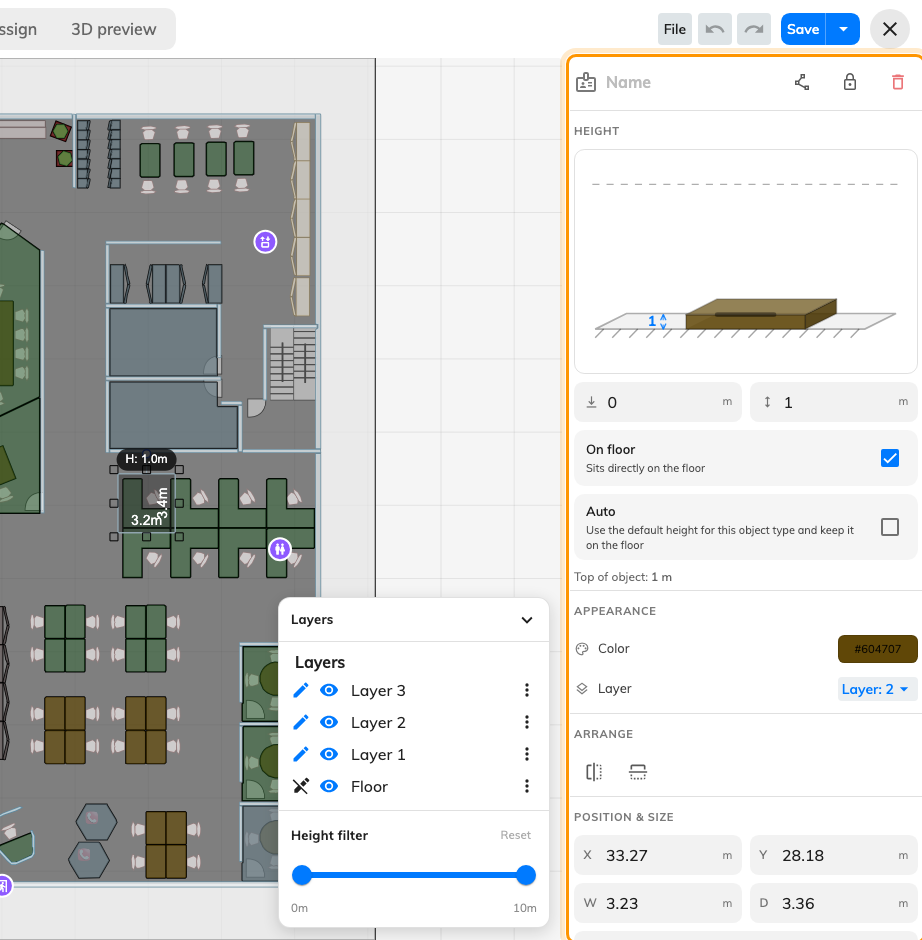 ssign
3D preview
File
Save
Name
HEIGHT
1
0 m
1 m
On floor
Sits directly on the floor
Auto
Use the default height for this object type and keep it
on the floor
Top of object: 1 m
APPEARANCE
Color
#604707
Layer
Layer: 2
ARRANGE
POSITION & SIZE
X 33.27 m
Y 28.18 m
W 3.23 m
D 3.36 m
H: 1.0m
3.4m
3.2m
Layers
Layers
Layer 3
Layer 2
Layer 1
Floor
Height filter
Reset
0m
10m